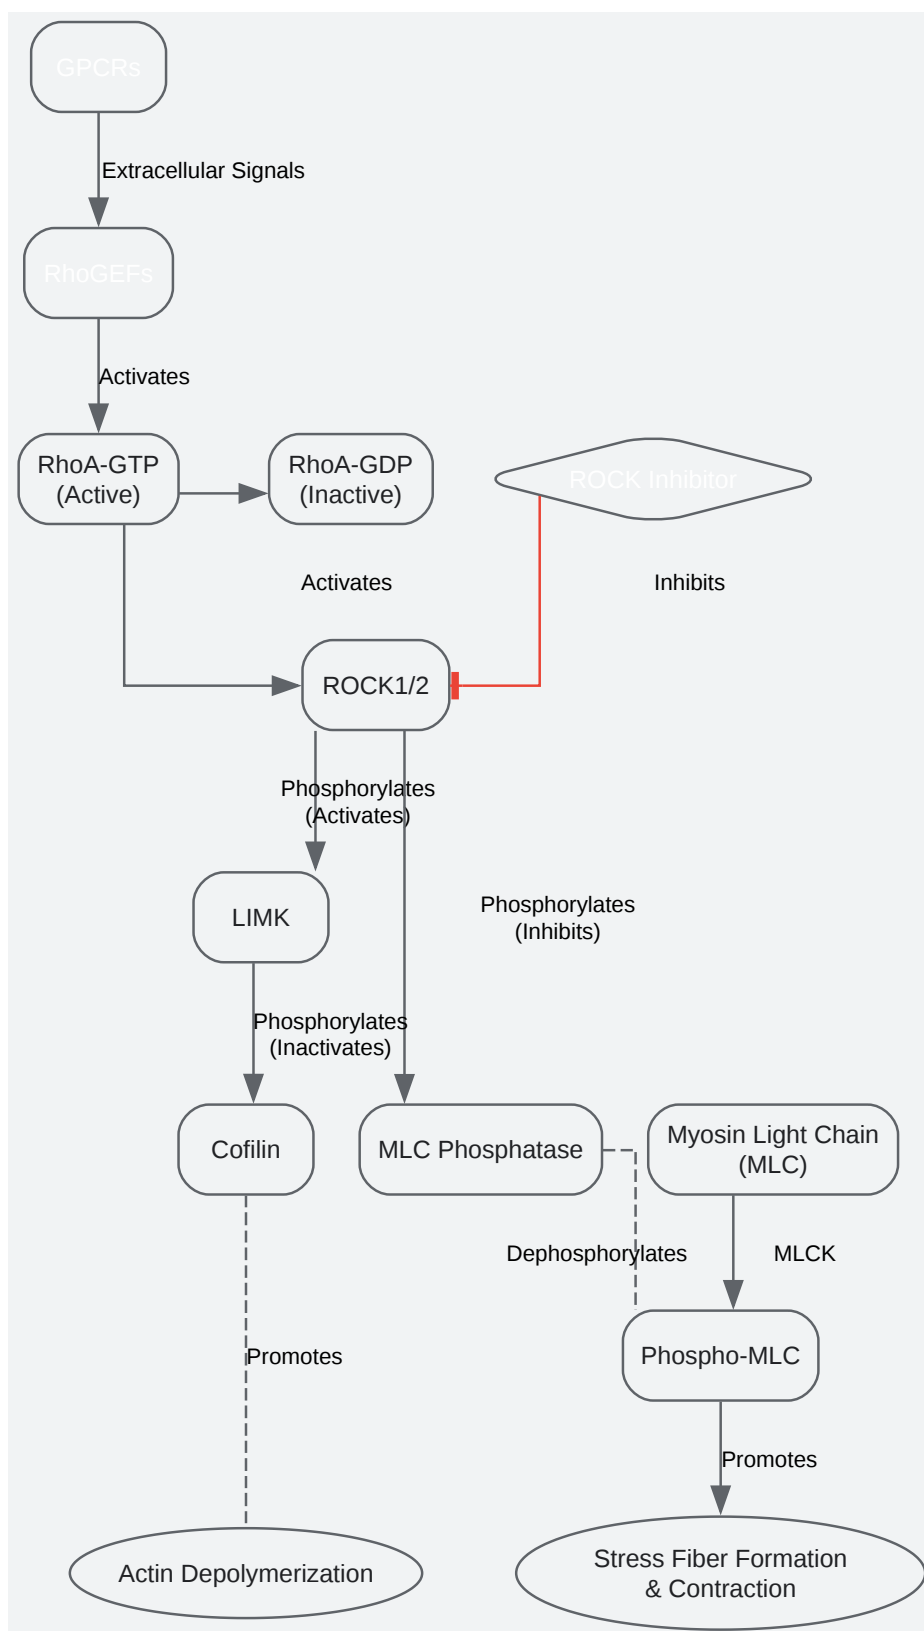 GPCRs
Extracellular Signals
RhoGEFs
Activates
RhoA-GTP
(Active)
RhoA-GDP
(Inactive)
ROCK Inhibitor
Activates
Inhibits
ROCK1/2
Phosphorylates
(Activates)
LIMK
Phosphorylates
(Inhibits)
Phosphorylates
(Inactivates)
Cofilin
MLC Phosphatase
Myosin Light Chain
(MLC)
Dephosphorylates
MLCK
Promotes
Phospho-MLC
Promotes
Actin Depolymerization
Stress Fiber Formation
& Contraction